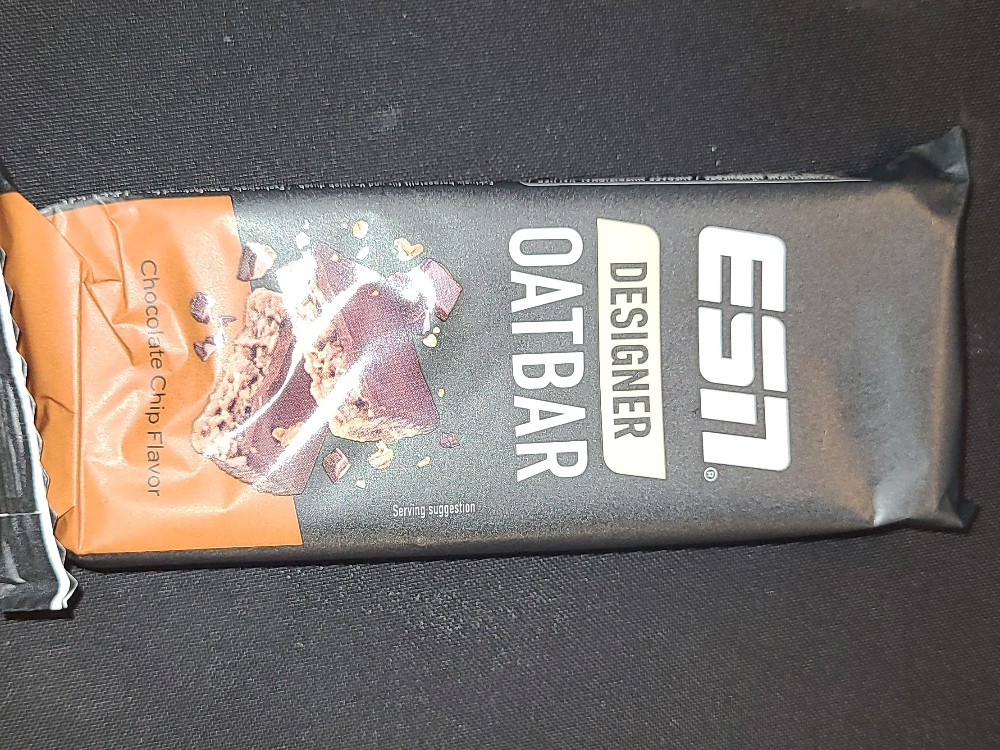 ESN®
DESIGNER
OATBAR
Serving suggestion
Chocolate Chip Flavor